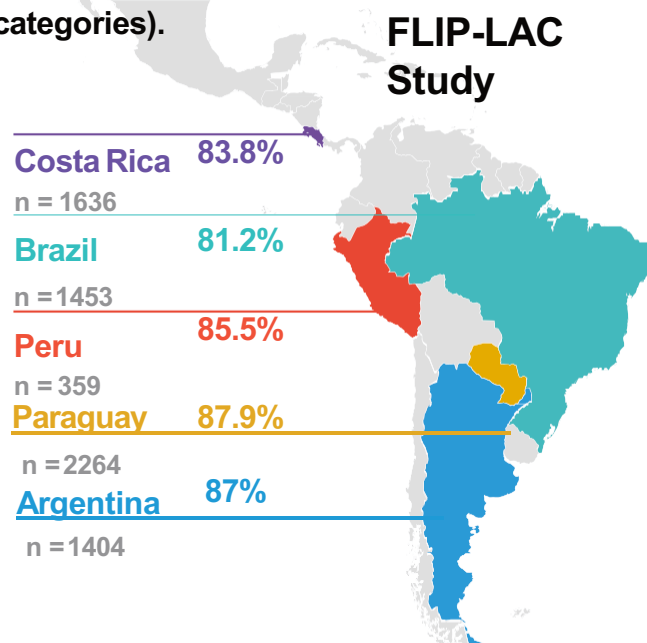 categories).
FLIP-LAC
Study
Costa Rica 83.8%
n = 1636
Brazil 81.2%
n = 1453
Peru 85.5%
n = 359
Paraguay 87.9%
n = 2264
Argentina 87%
n = 1404